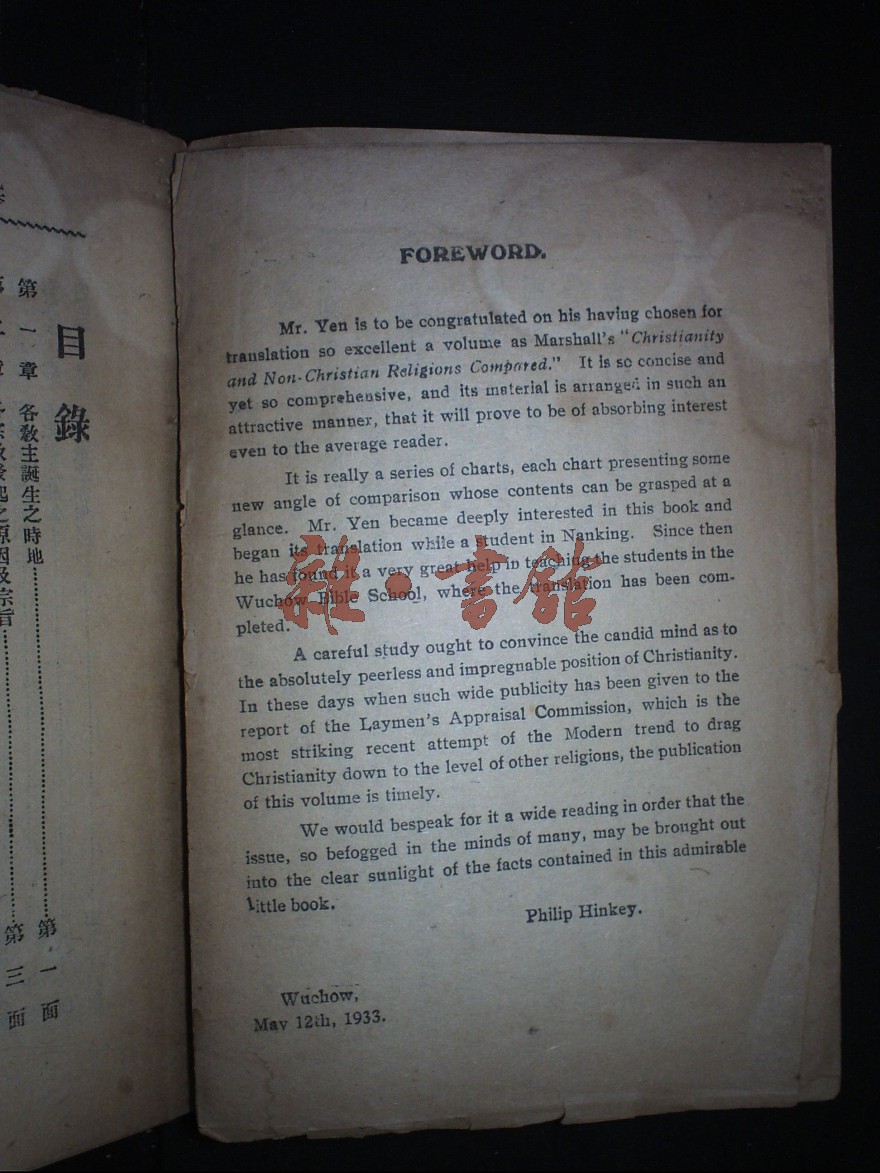 FOREWORD.
Mr. Yen is to be congratulated on his having chosen for
translation so excellent a volume as Marshall's "Christianity
and Non-Christian Religions Compared." It is so concise and
yet so comprehensive, and its material is arranged in such an
attractive manner, that it will prove to be of absorbing interest
even to the average reader.
It is really a series of charts, each chart presenting some
new angle of comparison whose contents can be grasped at a
glance. Mr. Yen became deeply interested in this book and
began its translation while a student in Nanking. Since then
he has found it a very great help in teaching the students in the
Wuchow Bible School, where the translation has been com-
pleted.
A careful study ought to convince the candid mind as to
the absolutely peerless and impregnable position of Christianity.
In these days when such wide publicity has been given to the
report of the Laymen's Appraisal Commission, which is the
most striking recent attempt of the Modern trend to drag
Christianity down to the level of other religions, the publication
of this volume is timely.
We would bespeak for it a wide reading in order that the
issue, so befogged in the minds of many, may be brought out
into the clear sunlight of the facts contained in this admirable
little book.
Philip Hinkey.
Wuchow,
May 12th, 1933.
目錄
第一章 各教主誕生之時地……第一面
第三面
雜·書館